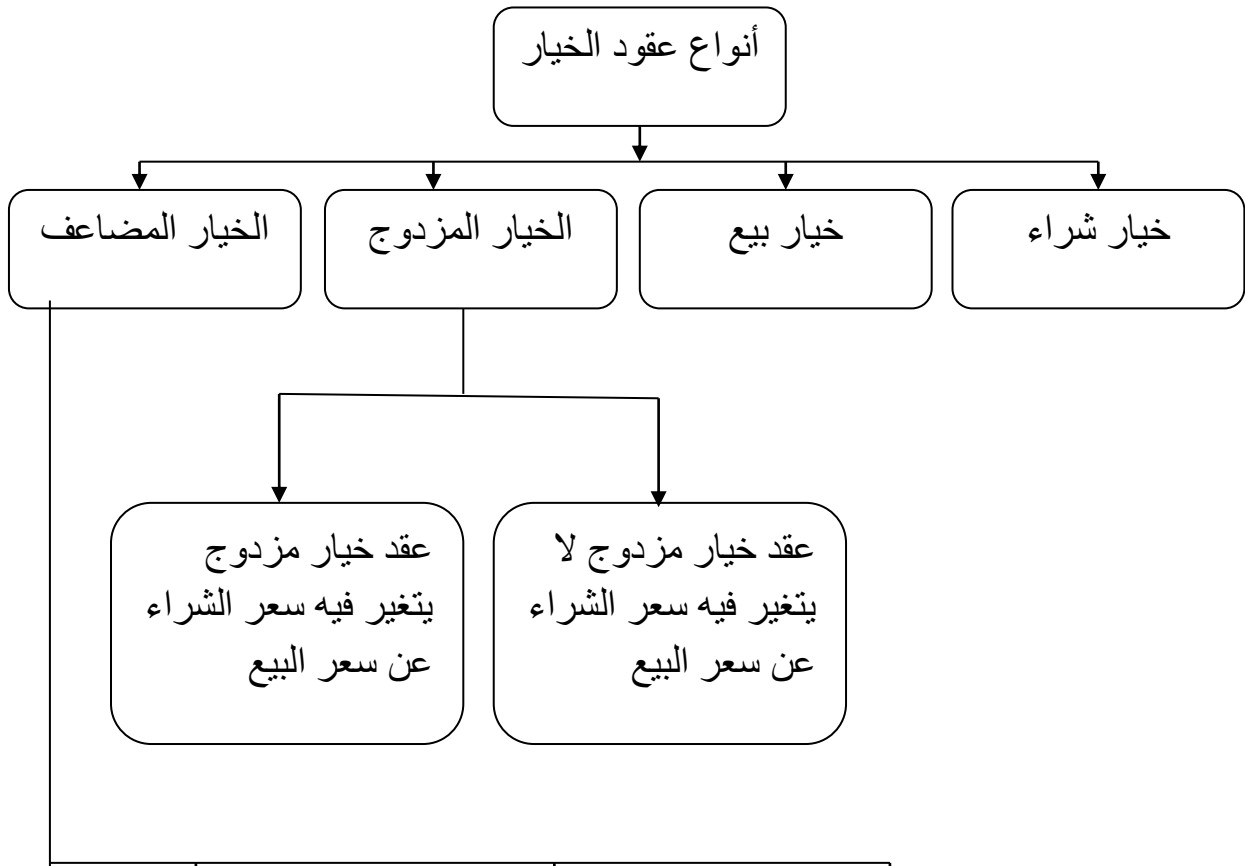 أنواع عقود الخيار
خيار شراء
خيار بيع
الخيار المزدوج
الخيار المضاعف
عقد خيار مزدوج لا
يتغير فيه سعر الشراء
عن سعر البيع
عقد خيار مزدوج
يتغير فيه سعر الشراء
عن سعر البيع